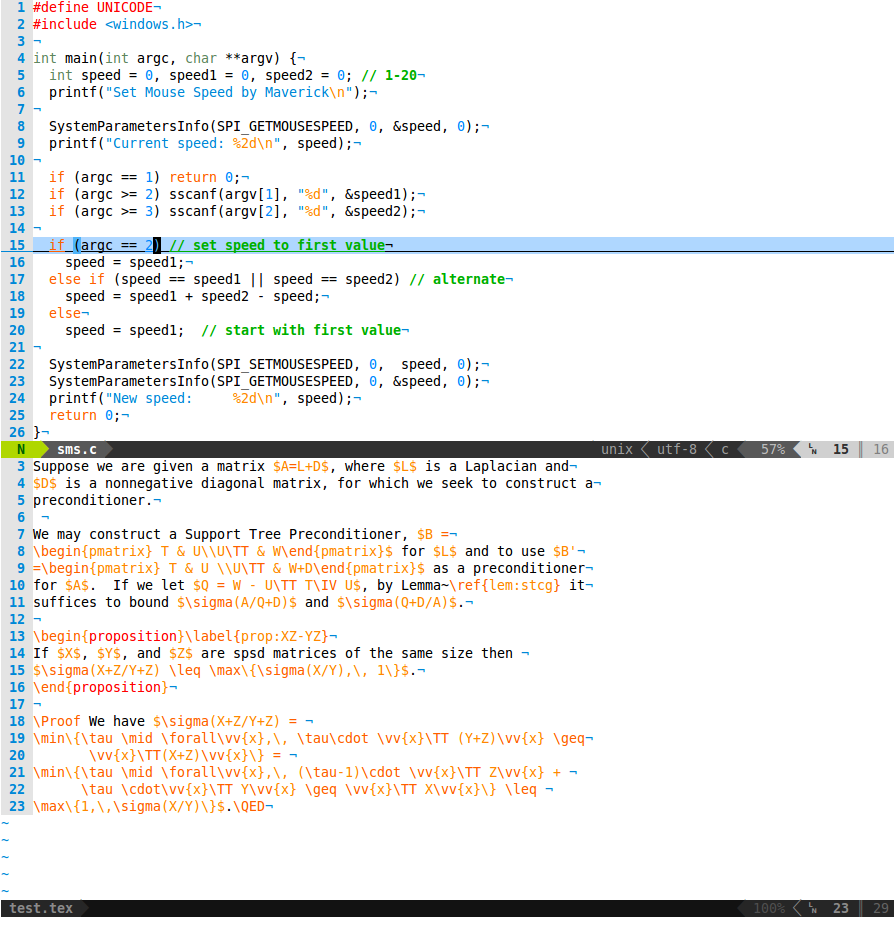 1 #define UNICODE¬
2 #include <windows.h>¬
3 ¬
4 int main(int argc, char **argv) {¬
5   int speed = 0, speed1 = 0, speed2 = 0; // 1-20¬
6   printf("Set Mouse Speed by Maverick\n");¬
7 ¬
8   SystemParametersInfo(SPI_GETMOUSESPEED, 0, &speed, 0);¬
9   printf("Current speed: %2d\n", speed);¬
10 ¬
11   if (argc == 1) return 0;¬
12   if (argc >= 2) sscanf(argv[1], "%d", &speed1);¬
13   if (argc >= 3) sscanf(argv[2], "%d", &speed2);¬
14 ¬
15   if (argc == 2) // set speed to first value¬
16     speed = speed1;¬
17   else if (speed == speed1 || speed == speed2) // alternate¬
18     speed = speed1 + speed2 - speed;¬
19   else¬
20     speed = speed1;  // start with first value¬
21 ¬
22   SystemParametersInfo(SPI_SETMOUSESPEED, 0,  speed, 0);¬
23   SystemParametersInfo(SPI_GETMOUSESPEED, 0, &speed, 0);¬
24   printf("New speed:     %2d\n", speed);¬
25   return 0;¬
26 }¬
N sms.c unix utf-8 c 57% LN 15 16
3 Suppose we are given a matrix $A=L+D$, where $L$ is a Laplacian and¬
4 $D$ is a nonnegative diagonal matrix, for which we seek to construct a¬
5 preconditioner.¬
6  ¬
7 We may construct a Support Tree Preconditioner, $B =¬
8 \begin{pmatrix} T & U\\U\TT & W\end{pmatrix}$ for $L$ and to use $B'¬
9 =\begin{pmatrix} T & U \\U\TT & W+D\end{pmatrix}$ as a preconditioner¬
10 for $A$.  If we let $Q = W - U\TT T\IV U$, by Lemma~\ref{lem:stcg} it¬
11 suffices to bound $\sigma(A/Q+D)$ and $\sigma(Q+D/A)$.¬
12 ¬
13 \begin{proposition}\label{prop:XZ-YZ}¬
14 If $X$, $Y$, and $Z$ are spsd matrices of the same size then ¬
15 $\sigma(X+Z/Y+Z) \leq \max\{\sigma(X/Y),\, 1\}$.¬
16 \end{proposition}¬
17 ¬
18 \Proof We have $\sigma(X+Z/Y+Z) = ¬
19 \min\{\tau \mid \forall\vv{x},\, \tau\cdot \vv{x}\TT (Y+Z)\vv{x} \geq¬
20        \vv{x}\TT(X+Z)\vv{x}\} = ¬
21 \min\{\tau \mid \forall\vv{x},\, (\tau-1)\cdot \vv{x}\TT Z\vv{x} + ¬
22       \tau \cdot\vv{x}\TT Y\vv{x} \geq \vv{x}\TT X\vv{x}\} \leq ¬
23 \max\{1,\,\sigma(X/Y)\}$.\QED¬
~
~
~
~
~
test.tex 100% LN 23 29